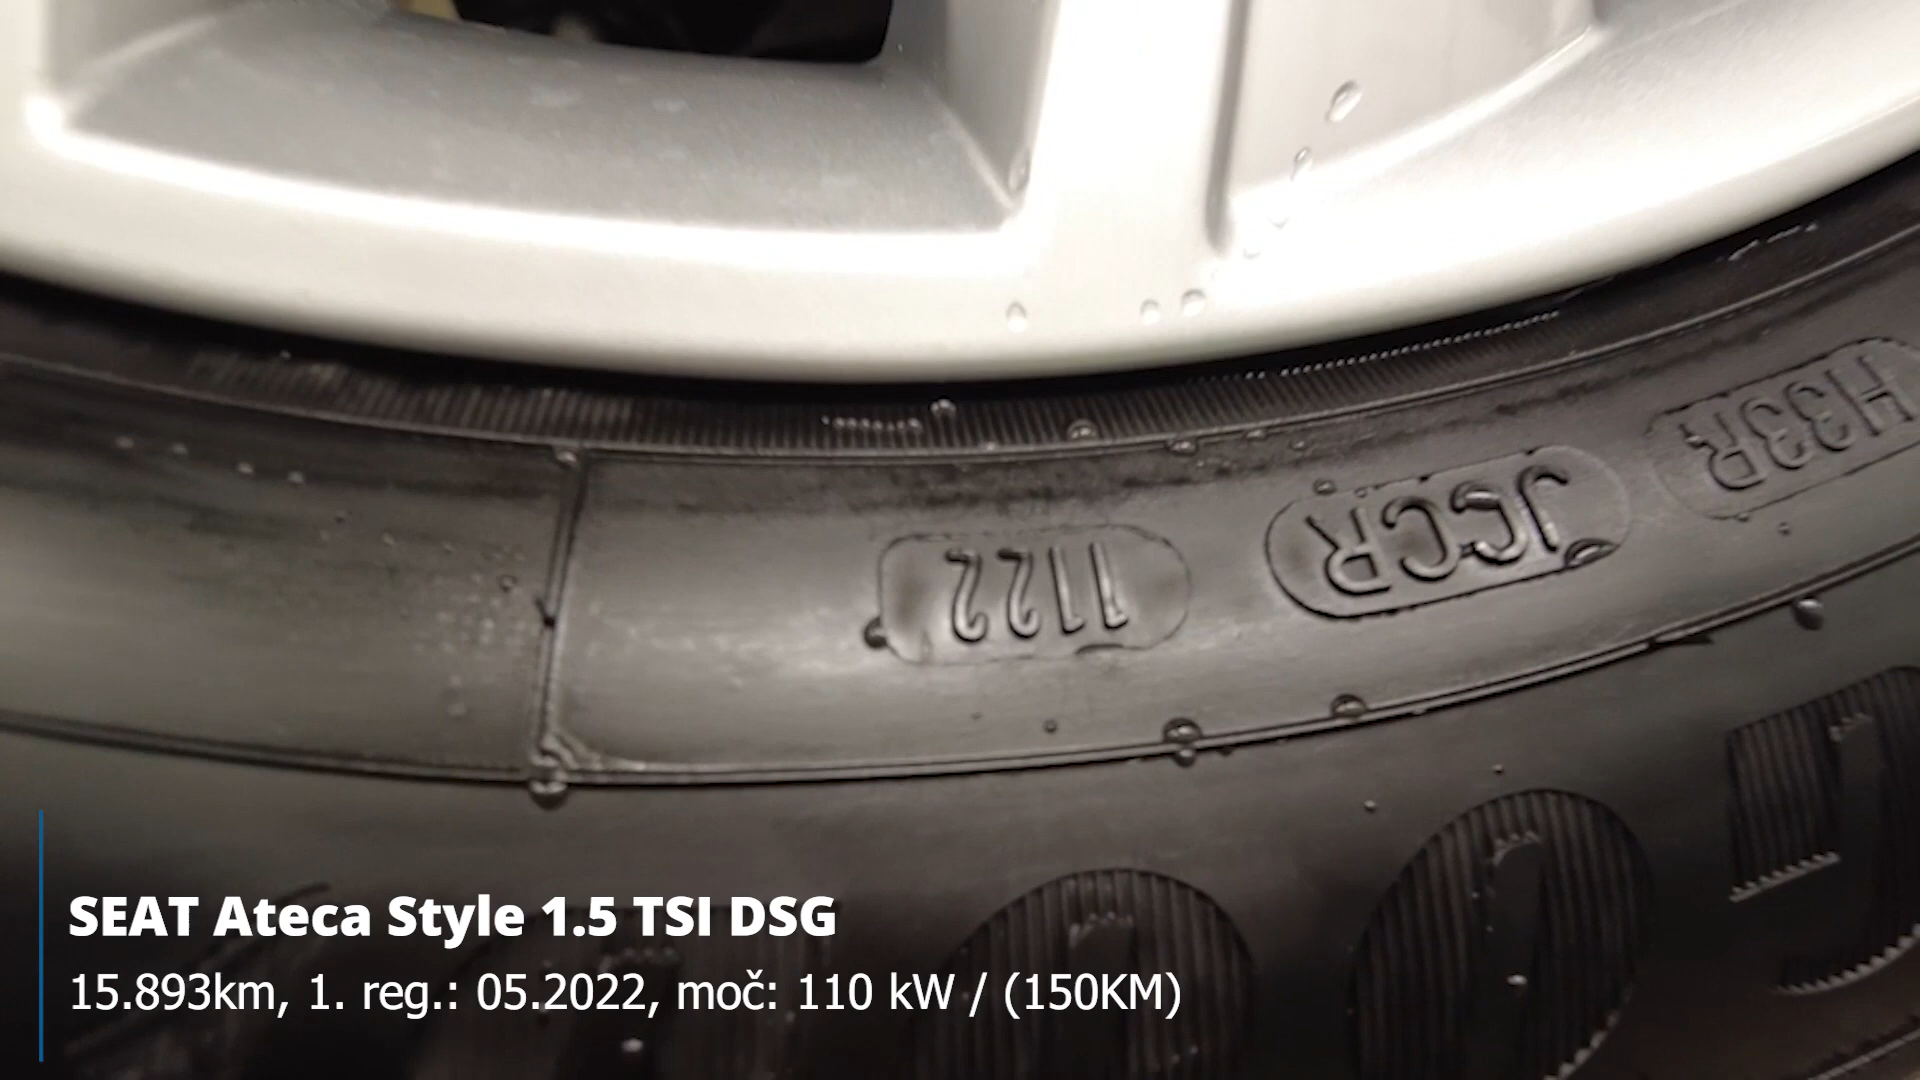 H33R
JCCR
1122
SEAT Ateca Style 1.5 TSI DSG
15.893km, 1. reg.: 05.2022, moč: 110 kW / (150KM)